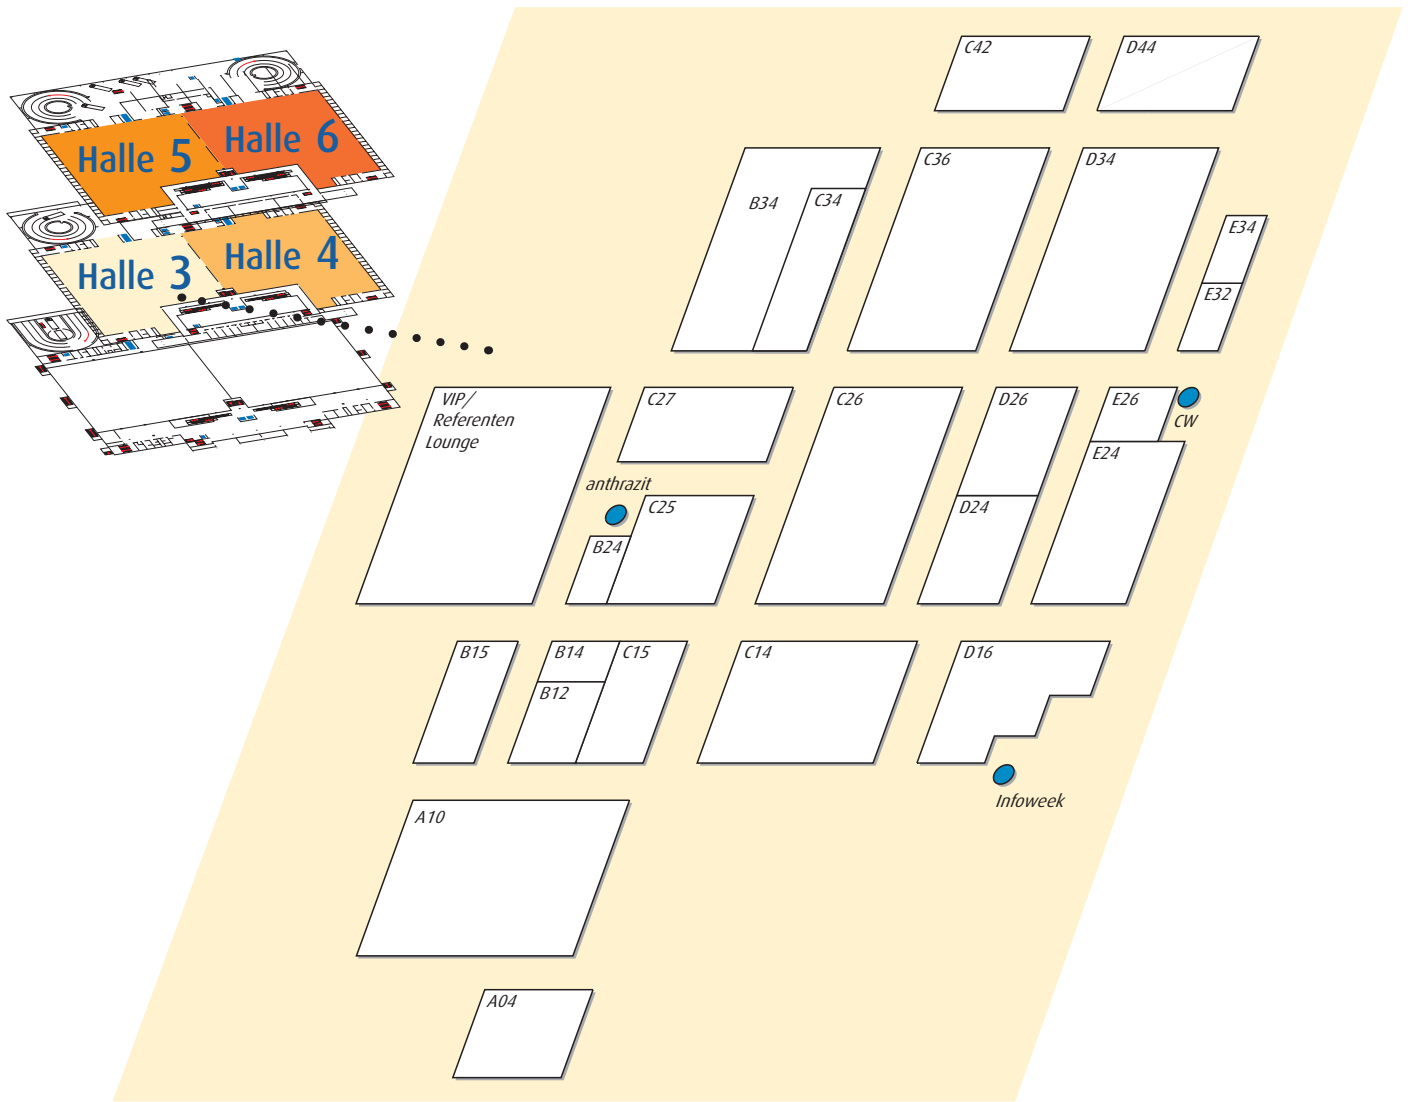 Halle 5
Halle 6
Halle 3
Halle 4
C42
D44
B34
C34
C36
D34
E34
E32
VIP/
Referenten
Lounge
C27
C26
D26
E26
CW
E24
anthrazit
C25
D24
B24
B15
B14
C15
C14
D16
B12
Infoweek
A10
A04